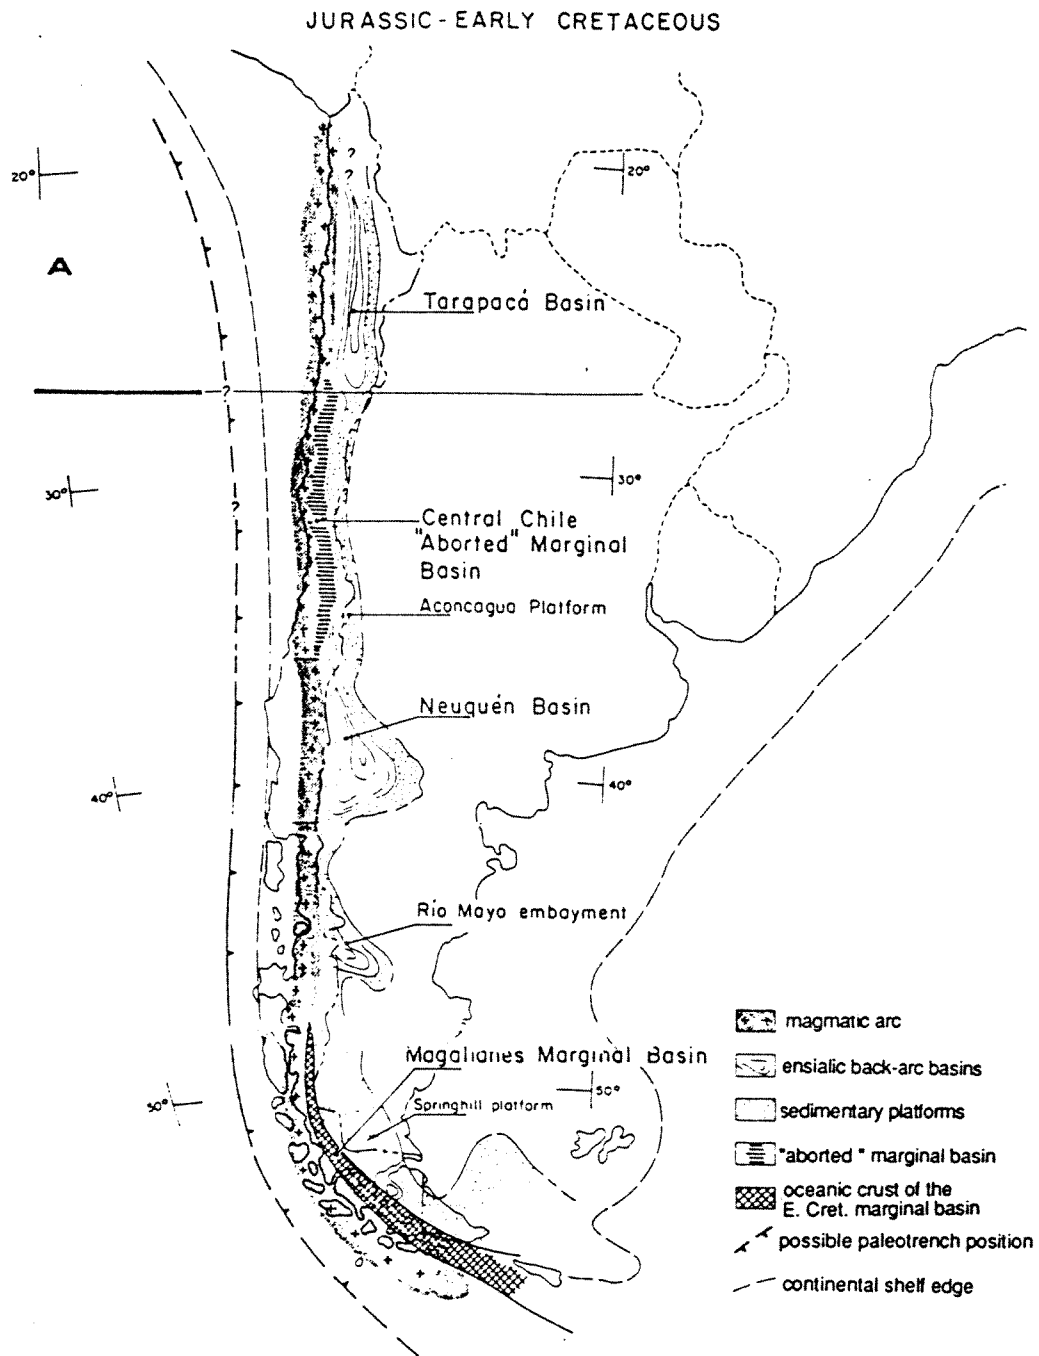 JURASSIC - EARLY CRETACEOUS
20°
20°
?
?
A
Tarapacá Basin
?
30°
30°
?
Central Chile
"Aborted" Marginal
Basin
Aconcagua Platform
Neuquén Basin
40°
40°
Río Mayo embayment
magmatic arc
Magallanes Marginal Basin
ensialic back-arc basins
50°
50°
Springhill platform
sedimentary platforms
"aborted" marginal basin
oceanic crust of the
E. Cret. marginal basin
possible paleotrench position
continental shelf edge